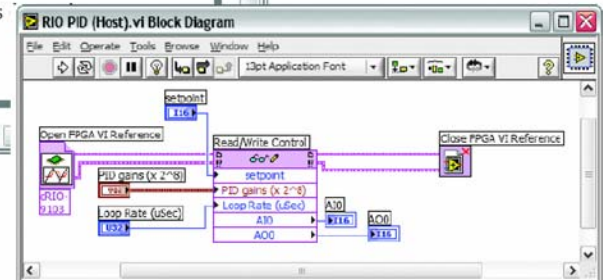 RIO PID (Host).vi Block Diagram
File Edit Operate Tools Browse Window Help
13pt Application Font
setpoint
I16
Open FPGA VI Reference
Read/Write Control
Close FPGA VI Reference
setpoint
PID gains (x 2^8)
PID gains (x 2^8)
cRIO-
9103
Loop Rate (uSec)
Loop Rate (uSec)
U32
AI0
AI0
I16
AO0
AO0
I16